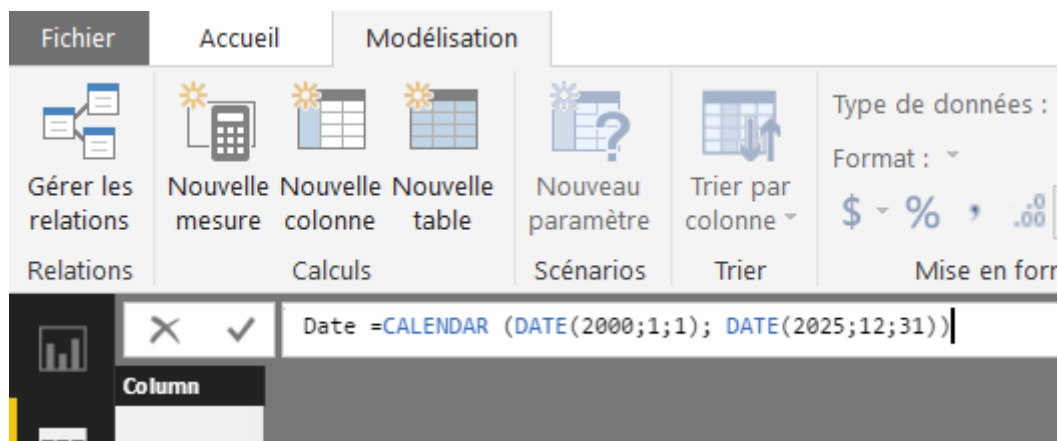 Fichier Accueil Modélisation
Gérer les relations
Nouvelle mesure
Nouvelle colonne
Nouvelle table
Nouveau paramètre
Trier par colonne
Type de données :
Format :
$ % , .00
Relations Calculs Scénarios Trier Mise en forr
Date =CALENDAR (DATE(2000;1;1); DATE(2025;12;31))
Column